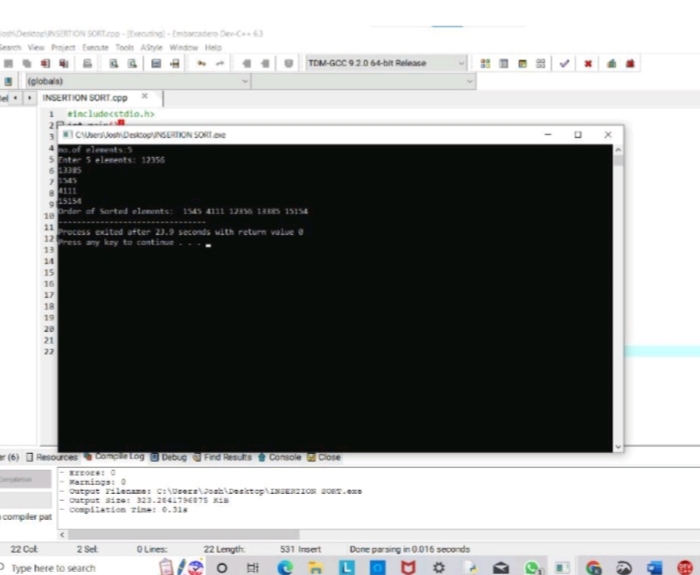 Josh\Desktop\INSERTION SORT.cpp - [Executing] - Embarcadero Dev-C++ 6.3
Search View Project Execute Tools AStyle Window Help
TDM-GCC 9.2.0 64-bit Release
(globals)
INSERTION SORT.cpp
1 #include<stdio.h>
2
3 C:\Users\Josh\Desktop\INSERTION SORT.exe
4 no.of elements:5
5 Enter 5 elements: 12356
6 13385
7 1545
8 4111
9 15154
10 Order of Sorted elements: 1545 4111 12356 13385 15154
11 --------------------------------
12 Process exited after 23.9 seconds with return value 0
13 Press any key to continue . . .
14
15
16
17
18
19
20
21
22
(6) Resources Compile Log Debug Find Results Console Close
- Errors: 0
- Warnings: 0
- Output Filename: C:\Users\Josh\Desktop\INSERTION SORT.exe
- Output Size: 323.2841796875 KiB
- Compilation Time: 0.31s
compiler pat
22 Col: 2 Sel: 0 Lines: 22 Length: 531 Insert Done parsing in 0.016 seconds
Type here to search